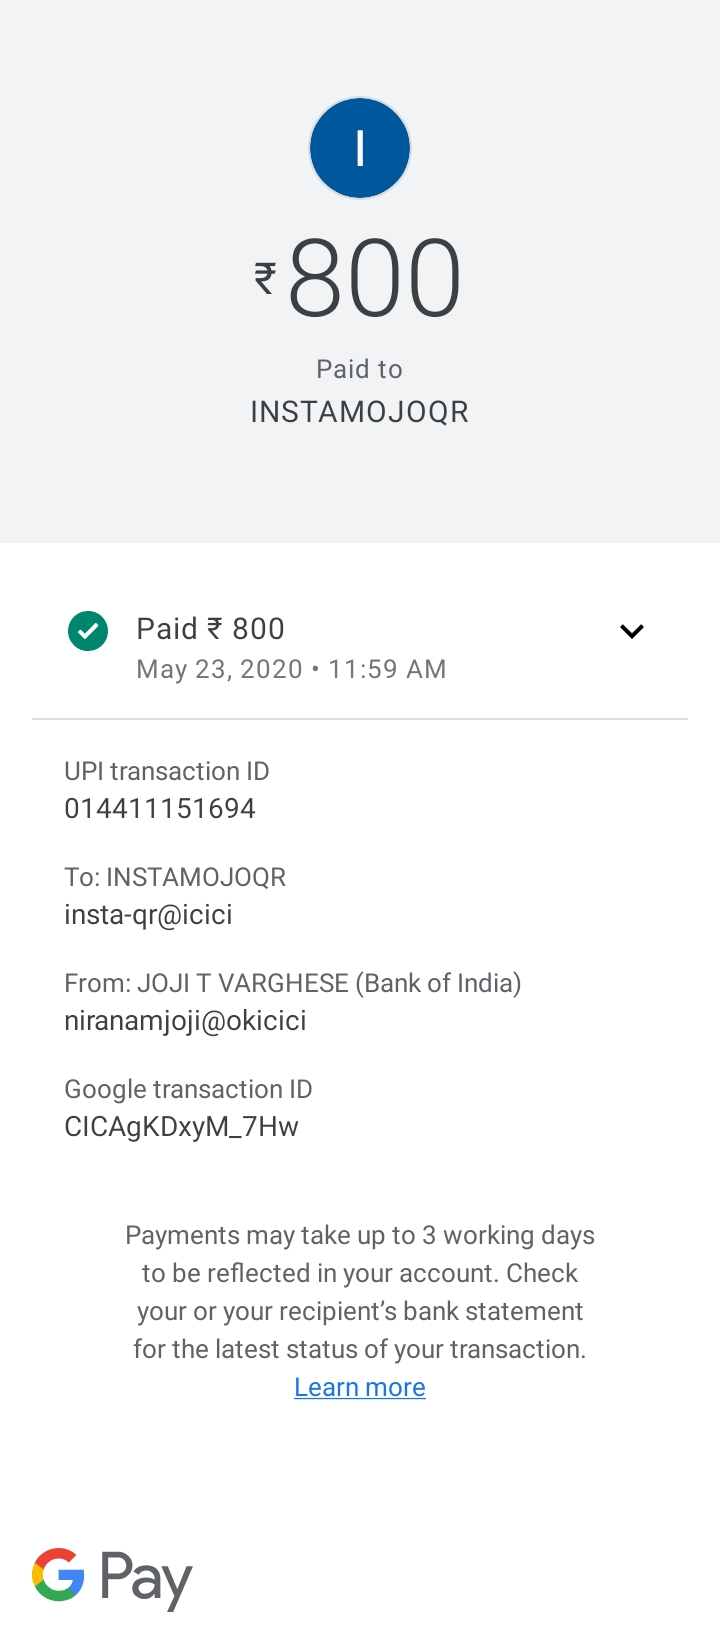 I
₹800
Paid to
INSTAMOJOQR
Paid ₹ 800
May 23, 2020 • 11:59 AM
UPI transaction ID
014411151694
To: INSTAMOJOQR
insta-qr@icici
From: JOJI T VARGHESE (Bank of India)
niranamjoji@okicici
Google transaction ID
CICAgKDxyM_7Hw
Payments may take up to 3 working days
to be reflected in your account. Check
your or your recipient’s bank statement
for the latest status of your transaction.
Learn more
G Pay